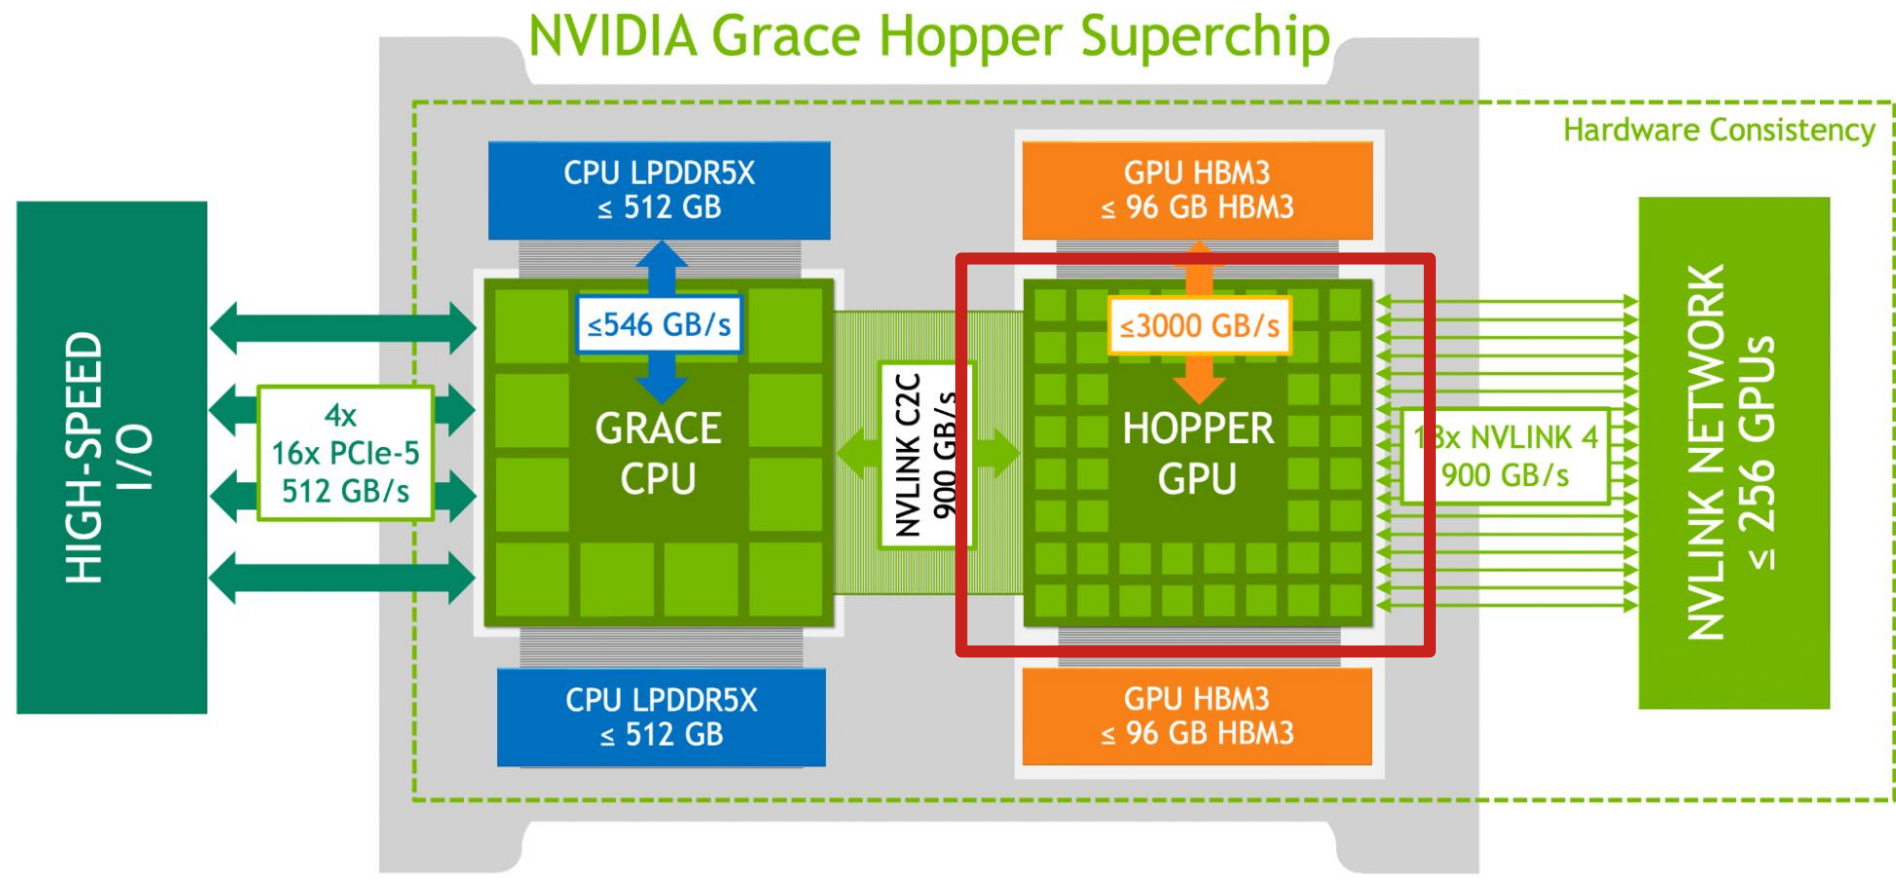 NVIDIA Grace Hopper Superchip
Hardware Consistency
HIGH-SPEED
I/O
4x
16x PCIe-5
512 GB/s
CPU LPDDR5X
≤ 512 GB
≤546 GB/s
GRACE
CPU
CPU LPDDR5X
≤ 512 GB
NVLINK C2C
900 GB/s
GPU HBM3
≤ 96 GB HBM3
≤3000 GB/s
HOPPER
GPU
GPU HBM3
≤ 96 GB HBM3
18x NVLINK 4
900 GB/s
NVLINK NETWORK
≤ 256 GPUs